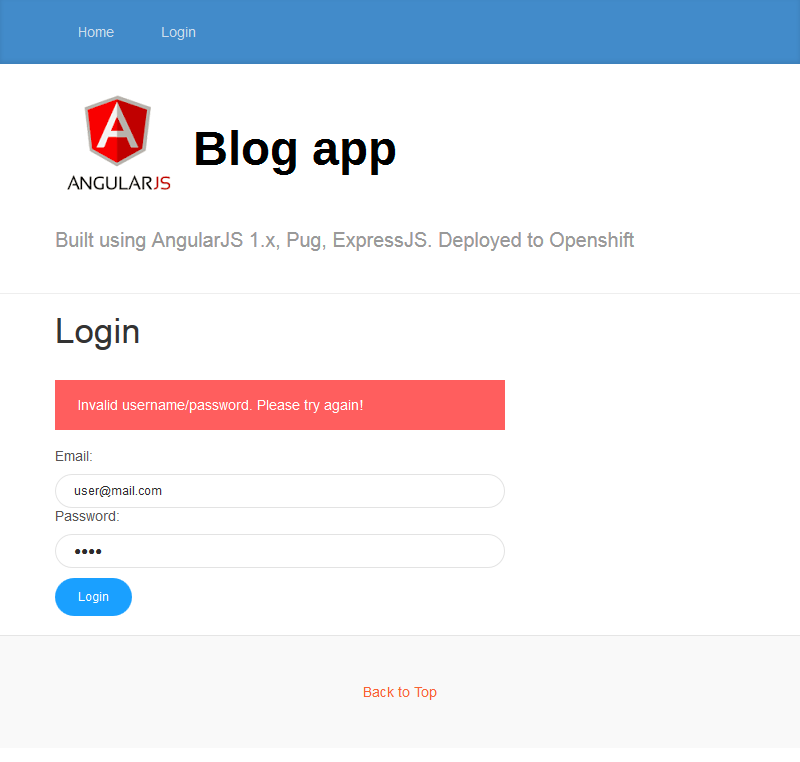 Home Login
ANGULARJS
Blog app
Built using AngularJS 1.x, Pug, ExpressJS. Deployed to Openshift
Login
Invalid username/password. Please try again!
Email:
user@mail.com
Password:
••••
Login
Back to Top